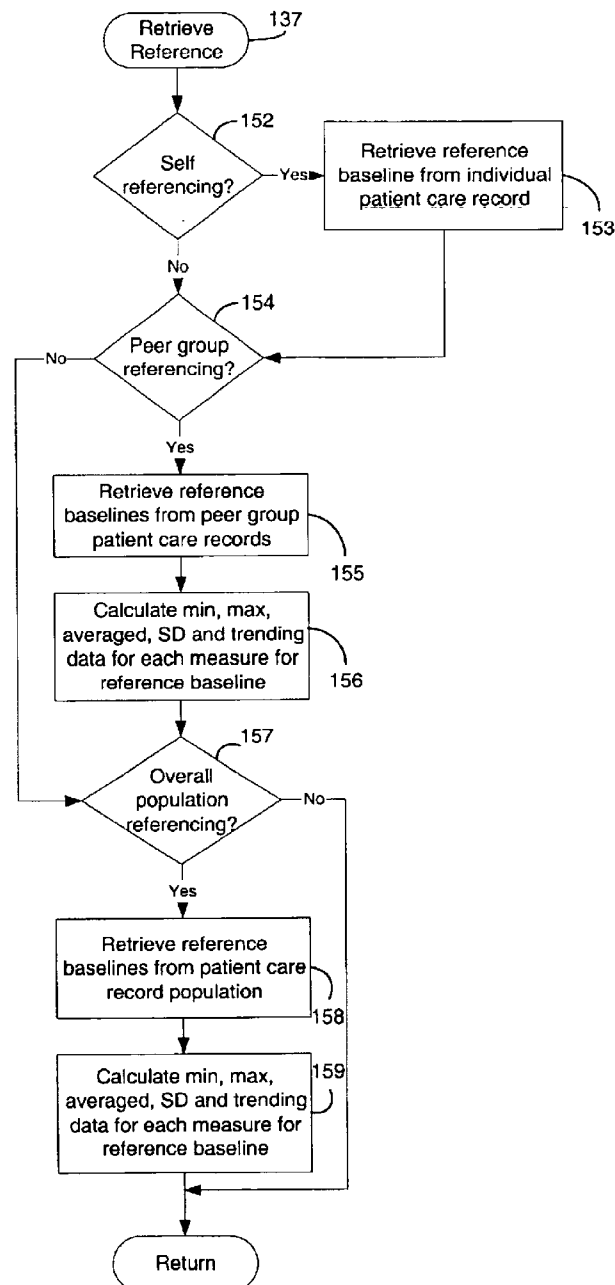 Retrieve
Reference
137
152
Self
referencing?
Yes
Retrieve reference
baseline from individual
patient care record
153
No
154
No
Peer group
referencing?
Yes
Retrieve reference
baselines from peer group
patient care records
155
Calculate min, max,
averaged, SD and trending
data for each measure for
reference baseline
156
157
Overall
population
referencing?
No
Yes
Retrieve reference
baselines from patient care
record population
158
Calculate min, max,
averaged, SD and trending
data for each measure for
reference baseline
159
Return